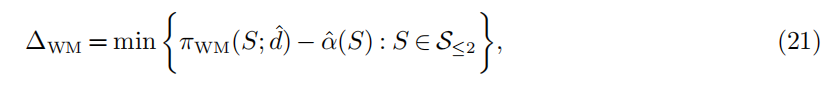 Δ_WM = min { π_WM(S; d̂) − α̂(S) : S ∈ 𝒮_≤2 }, (21)